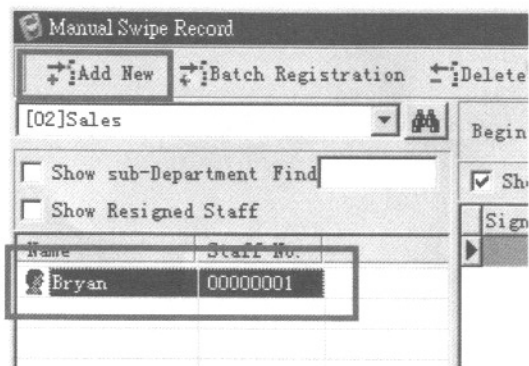 Manual Swipe Record
Add New Batch Registration Delete
[02]Sales
Begin
Show sub-Department Find
Sh
Show Resigned Staff
Sign
Name Staff No.
Bryan 00000001